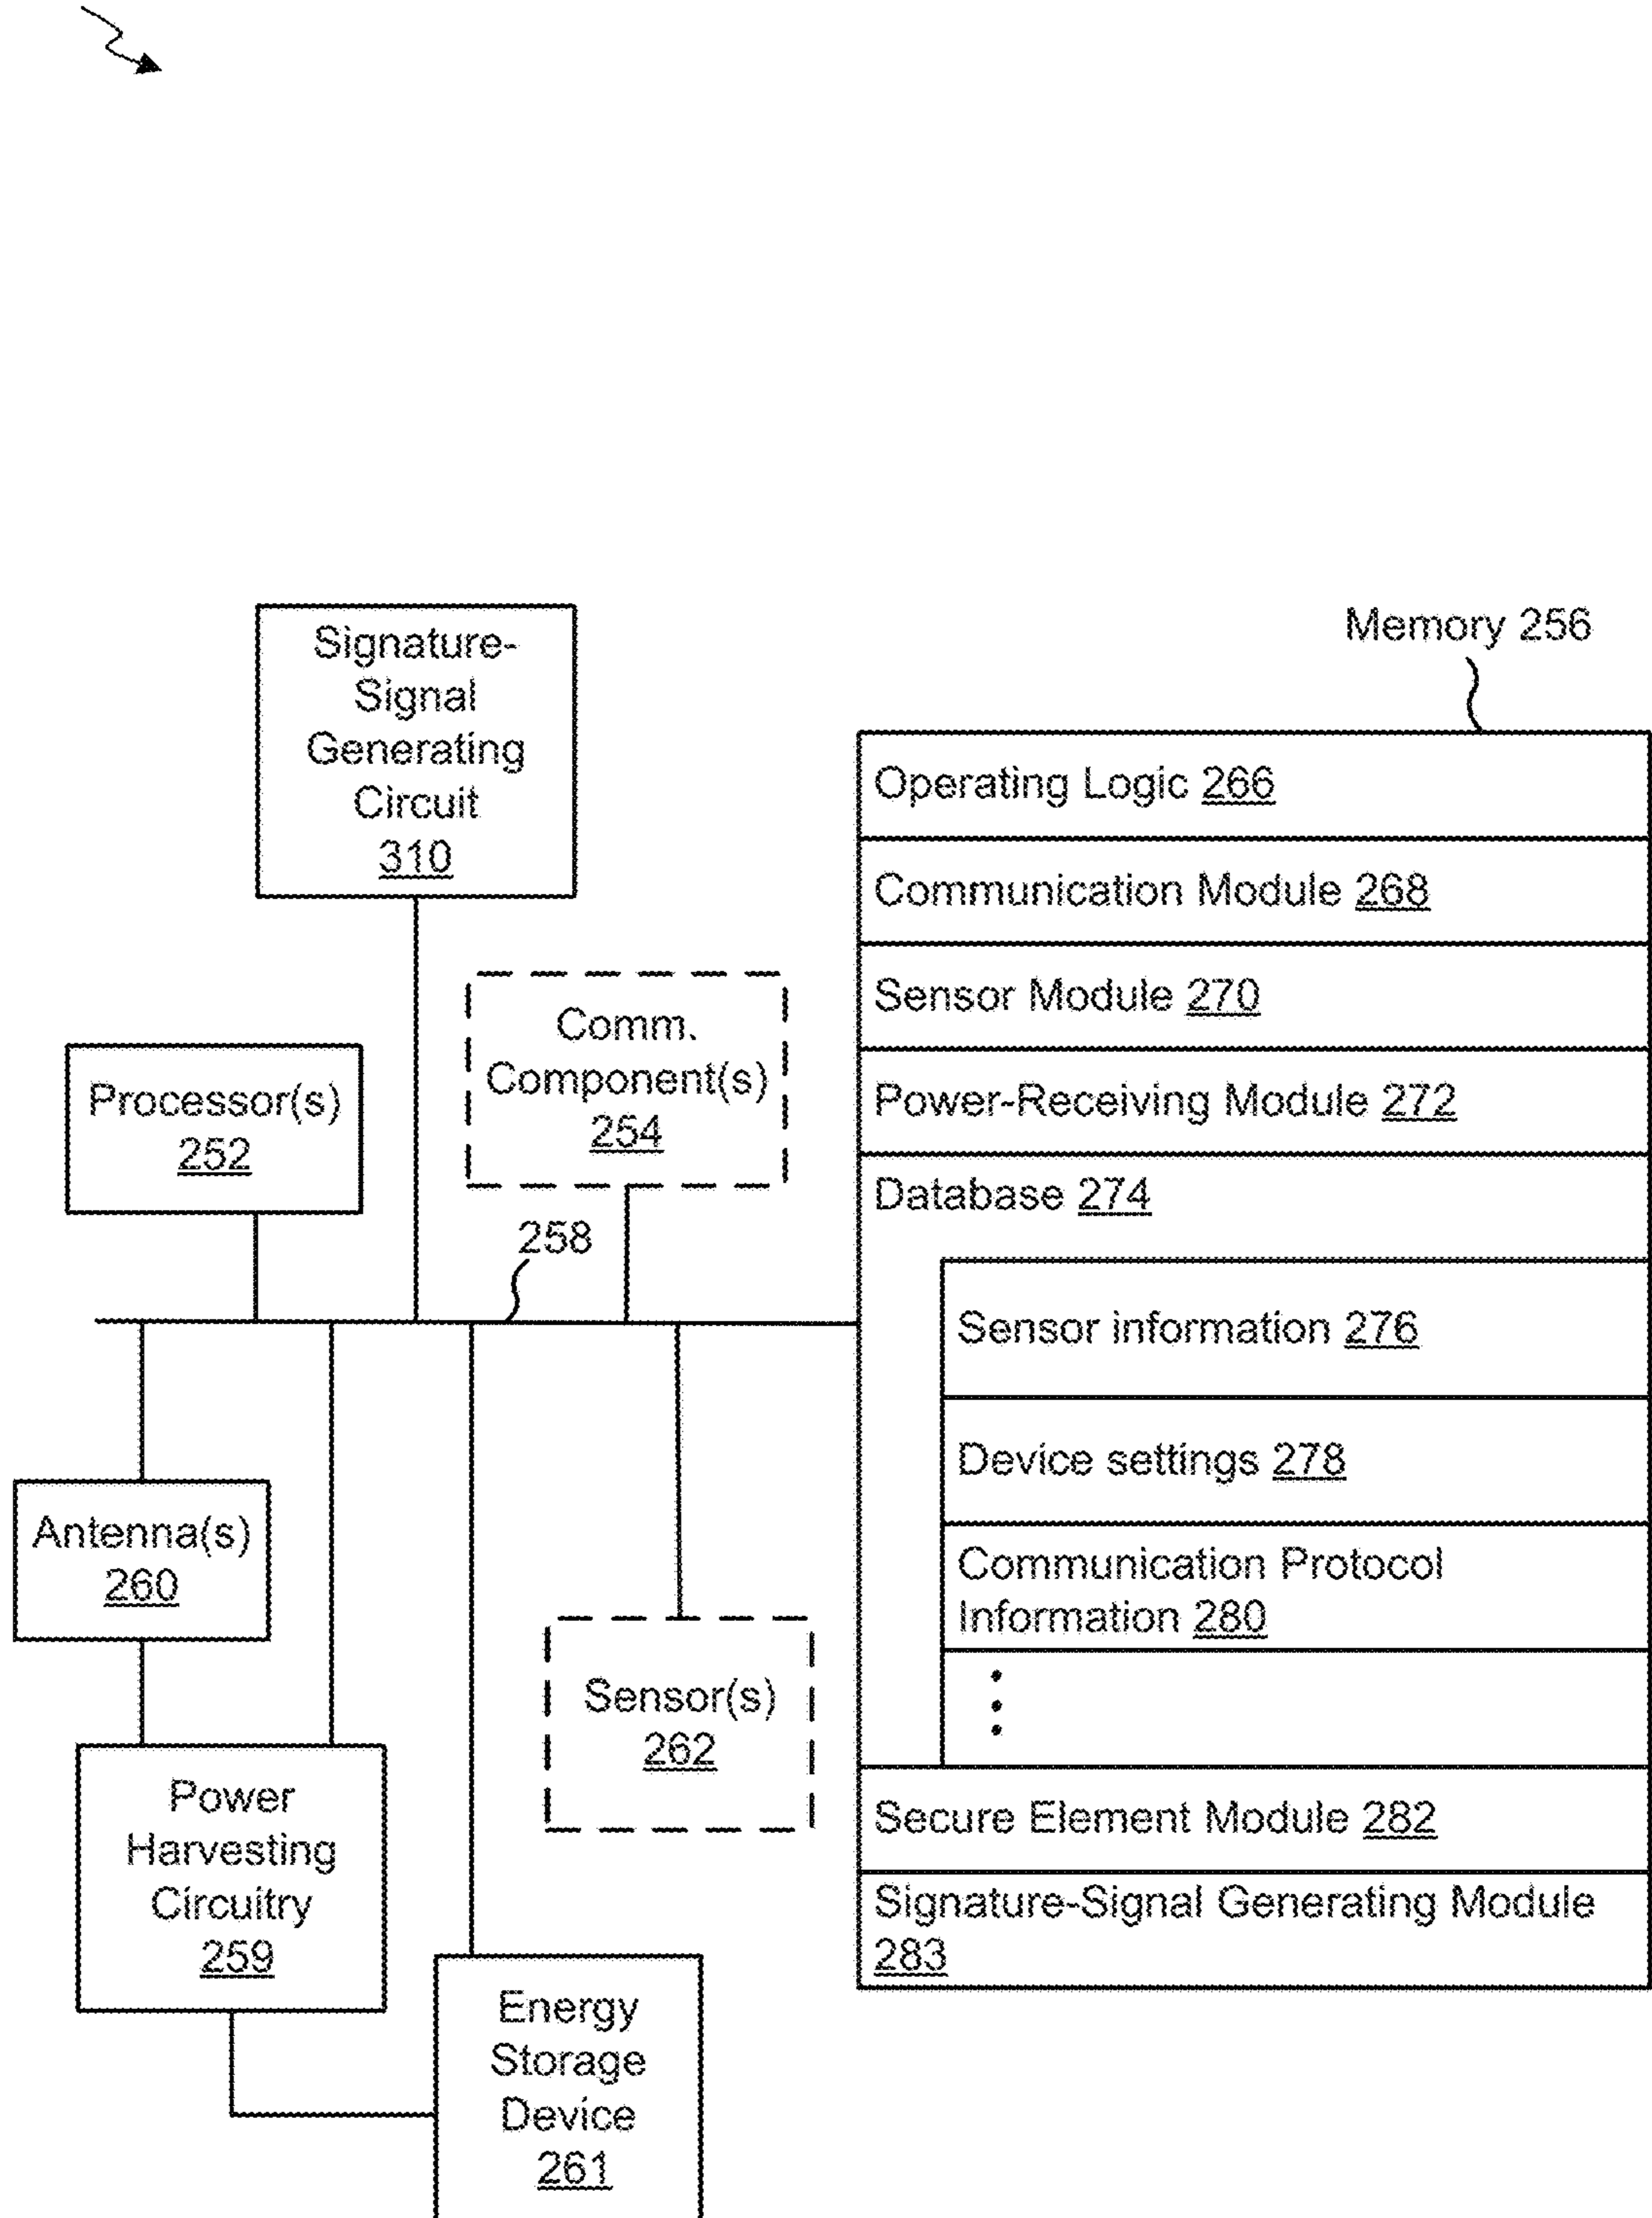 Signature-
Signal
Generating
Circuit
310
Memory 256
Operating Logic 266
Communication Module 268
Sensor Module 270
Power-Receiving Module 272
Database 274
Sensor information 276
Device settings 278
Communication Protocol
Information 280
Secure Element Module 282
Signature-Signal Generating Module
283
Comm.
Component(s)
254
Processor(s)
252
258
Antenna(s)
260
Sensor(s)
262
Power
Harvesting
Circuitry
259
Energy
Storage
Device
261